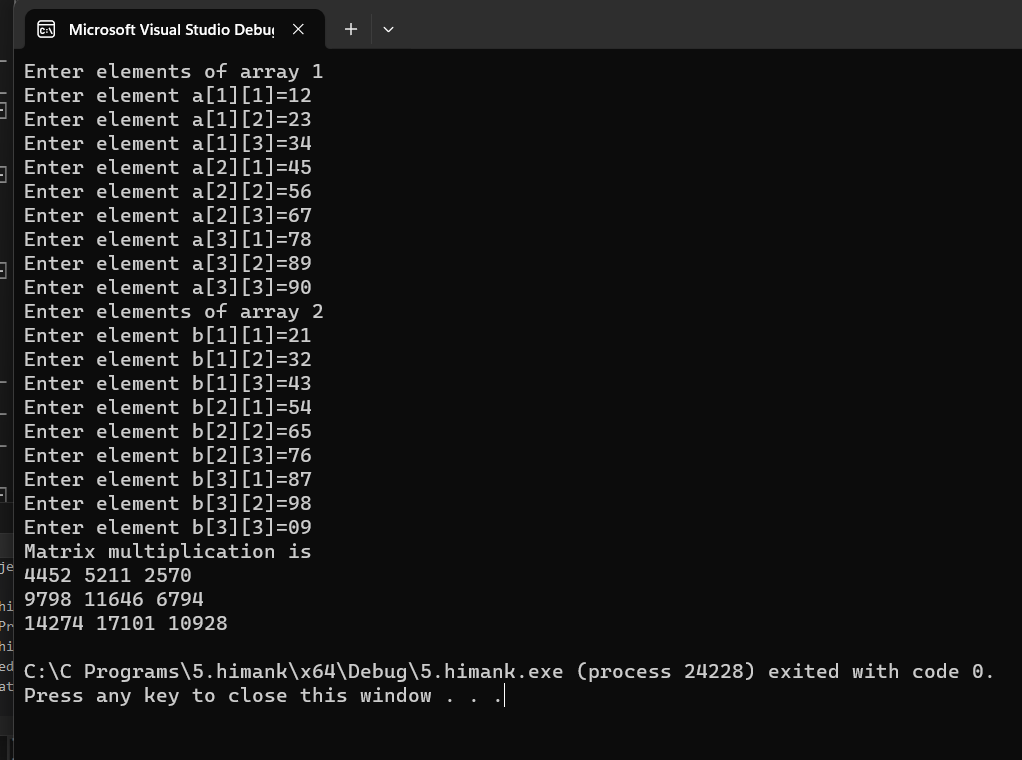 Microsoft Visual Studio Debug
Enter elements of array 1
Enter element a[1][1]=12
Enter element a[1][2]=23
Enter element a[1][3]=34
Enter element a[2][1]=45
Enter element a[2][2]=56
Enter element a[2][3]=67
Enter element a[3][1]=78
Enter element a[3][2]=89
Enter element a[3][3]=90
Enter elements of array 2
Enter element b[1][1]=21
Enter element b[1][2]=32
Enter element b[1][3]=43
Enter element b[2][1]=54
Enter element b[2][2]=65
Enter element b[2][3]=76
Enter element b[3][1]=87
Enter element b[3][2]=98
Enter element b[3][3]=09
Matrix multiplication is
4452 5211 2570
9798 11646 6794
14274 17101 10928
C:\C Programs\5.himank\x64\Debug\5.himank.exe (process 24228) exited with code 0.
Press any key to close this window . . .